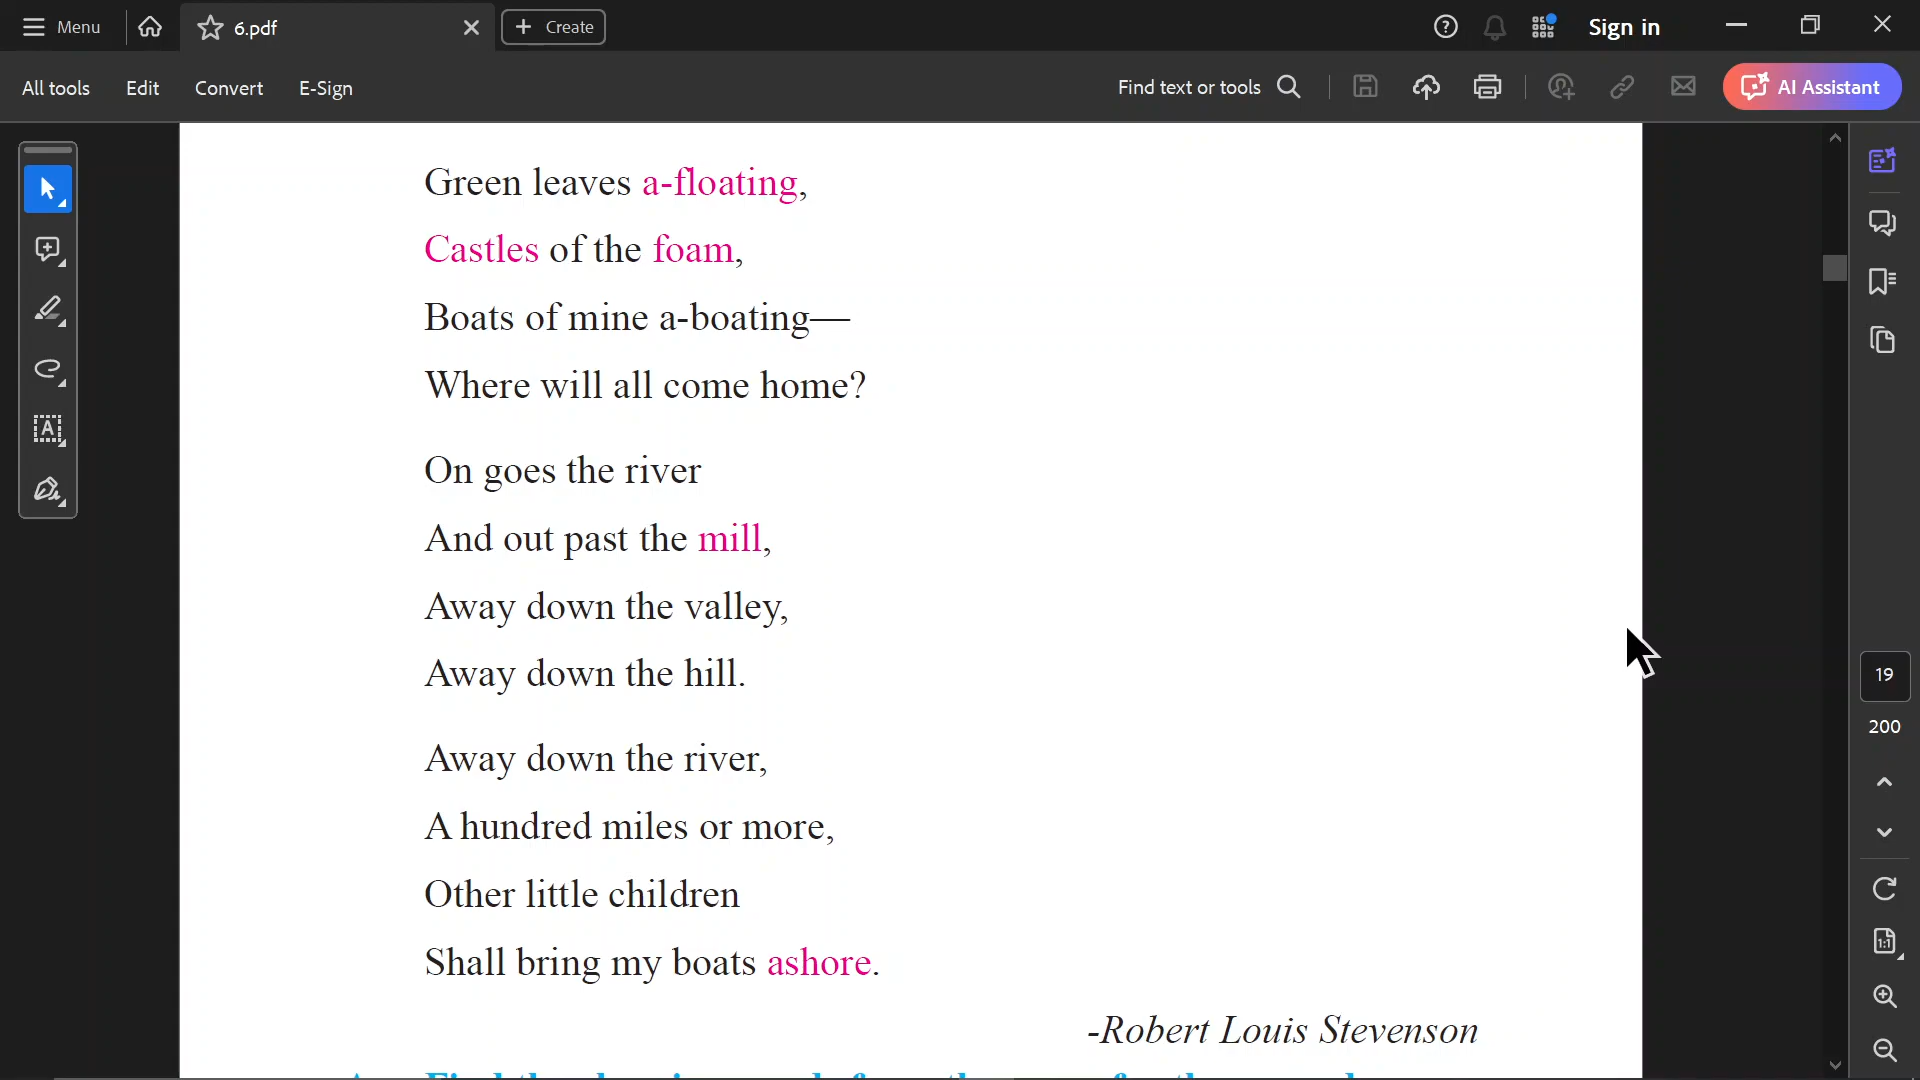 Menu
6.pdf
Create
Sign in
All tools
Edit
Convert
E-Sign
Find text or tools
AI Assistant
Green leaves a-floating,
Castles of the foam,
Boats of mine a-boating—
Where will all come home?
On goes the river
And out past the mill,
Away down the valley,
Away down the hill.
Away down the river,
A hundred miles or more,
Other little children
Shall bring my boats ashore.
-Robert Louis Stevenson
19
200